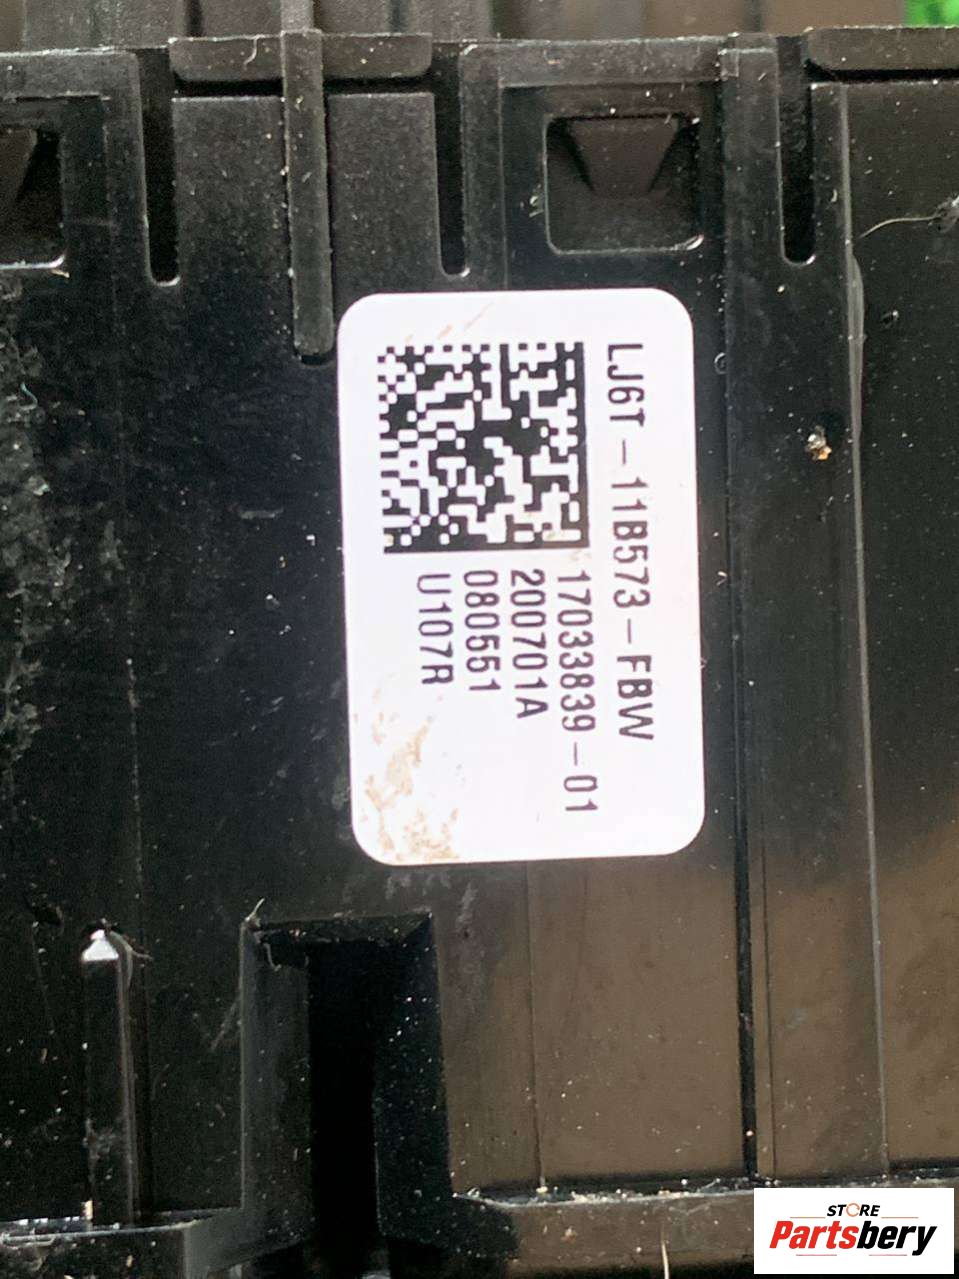 LJ6T-11B573-FBW
17033839-01
200701A
080551
U107R
STORE
Partsbery